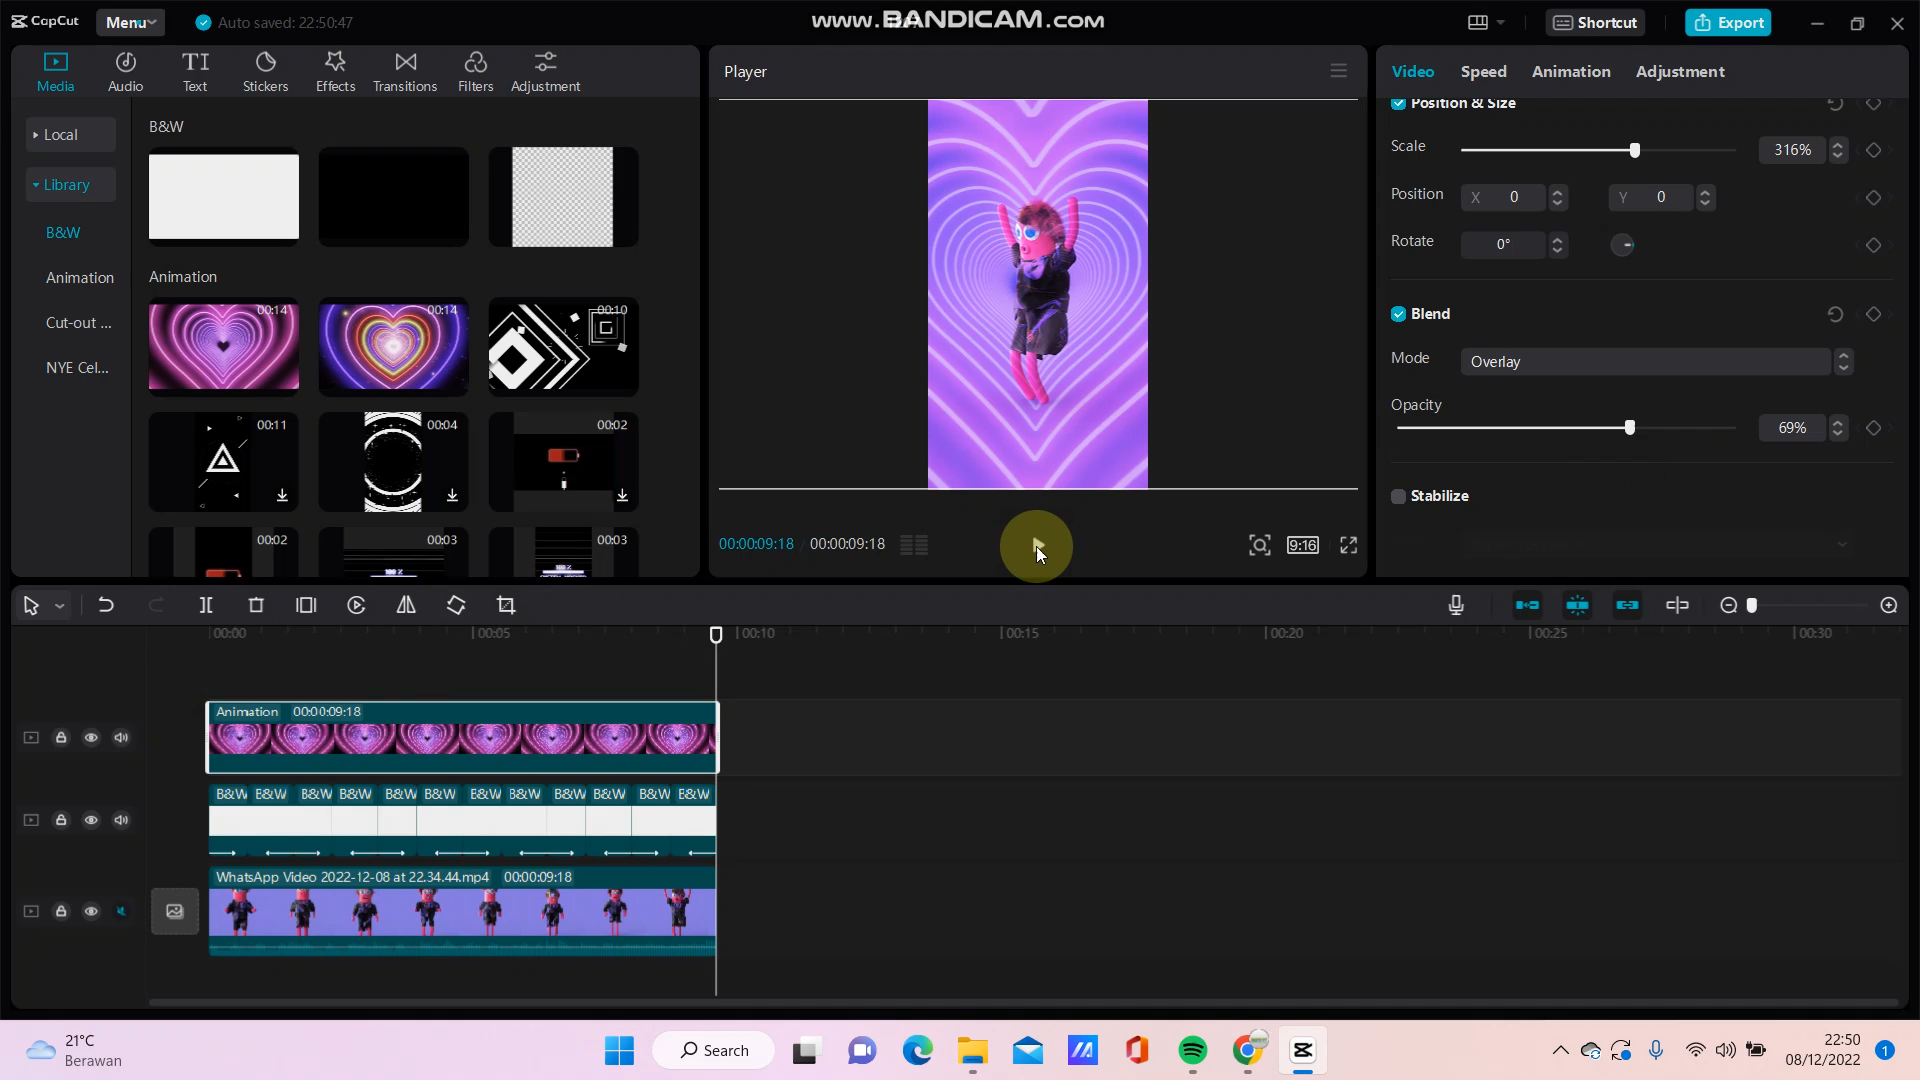 CapCut Menu Auto saved: 22:50:47 www.BANDICAM.com Shortcut Export
Media Audio Text Stickers Effects Transitions Filters Adjustment
Player
Video Speed Animation Adjustment
Local
Library
B&W
Animation
Cut-out ...
NYE Cel...
B&W
Animation
00:14 00:14 00:10
00:11 00:04 00:02
00:02 00:03 00:03
00:00:09:18 00:00:09:18 9:16
Position & Size
Scale 316%
Position X 0 Y 0
Rotate 0°
Blend
Mode Overlay
Opacity 69%
Stabilize
00:00 00:05 00:10 00:15 00:20 00:25 00:30
Animation 00:00:09:18
B&W B&W B&W B&W B&W B&W B&W B&W B&W B&W B&W B&W
WhatsApp Video 2022-12-08 at 22.34.44.mp4 00:00:09:18
21°C
Berawan
Search
22:50
08/12/2022
1